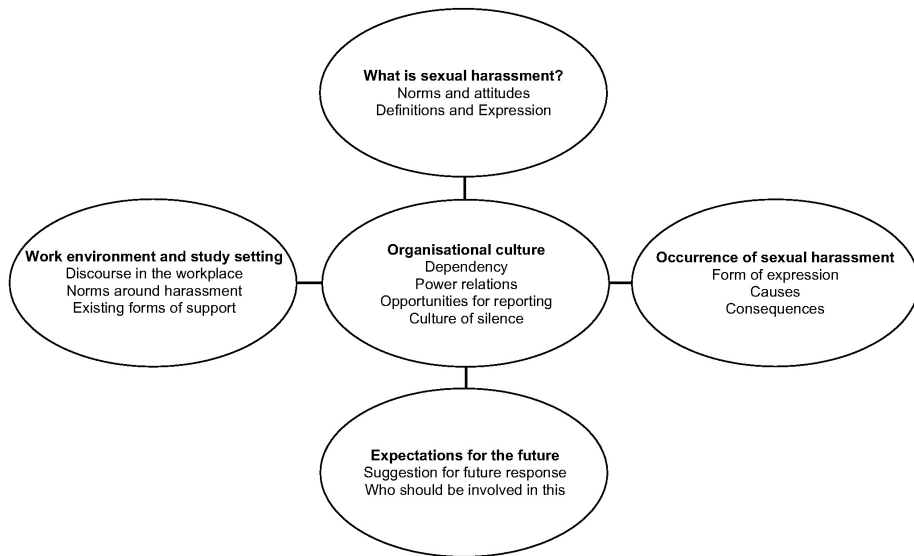 What is sexual harassment?
Norms and attitudes
Definitions and Expression
Work environment and study setting
Discourse in the workplace
Norms around harassment
Existing forms of support
Organisational culture
Dependency
Power relations
Opportunities for reporting
Culture of silence
Occurrence of sexual harassment
Form of expression
Causes
Consequences
Expectations for the future
Suggestion for future response
Who should be involved in this